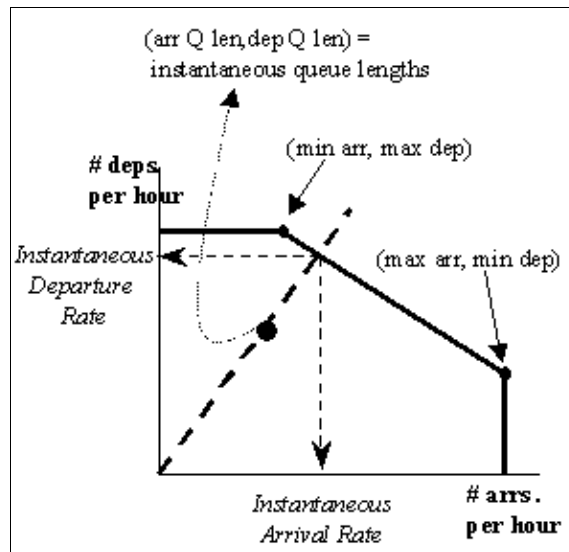 (arr Q len,dep Q len) =
instantaneous queue lengths
(min arr, max dep)
# deps.
per hour
(max arr, min dep)
Instantaneous
Departure
Rate
Instantaneous
Arrival Rate
# arrs.
per hour